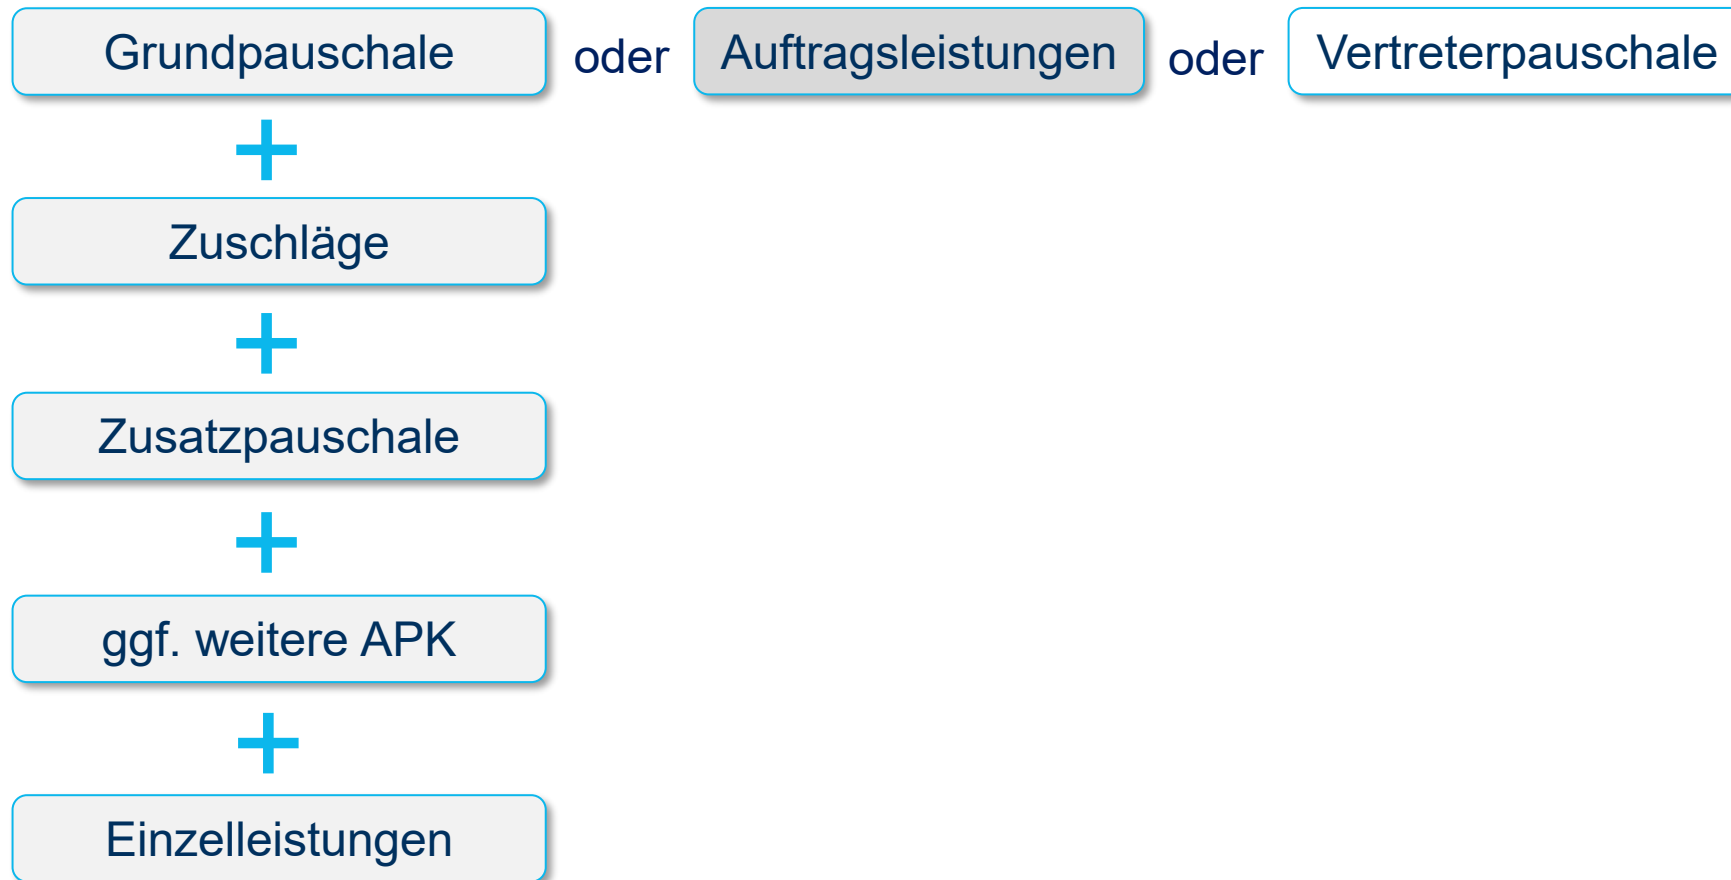 Grundpauschale oder Auftragsleistungen oder Vertreterpauschale
+
Zuschläge
+
Zusatzpauschale
+
ggf. weitere APK
+
Einzelleistungen